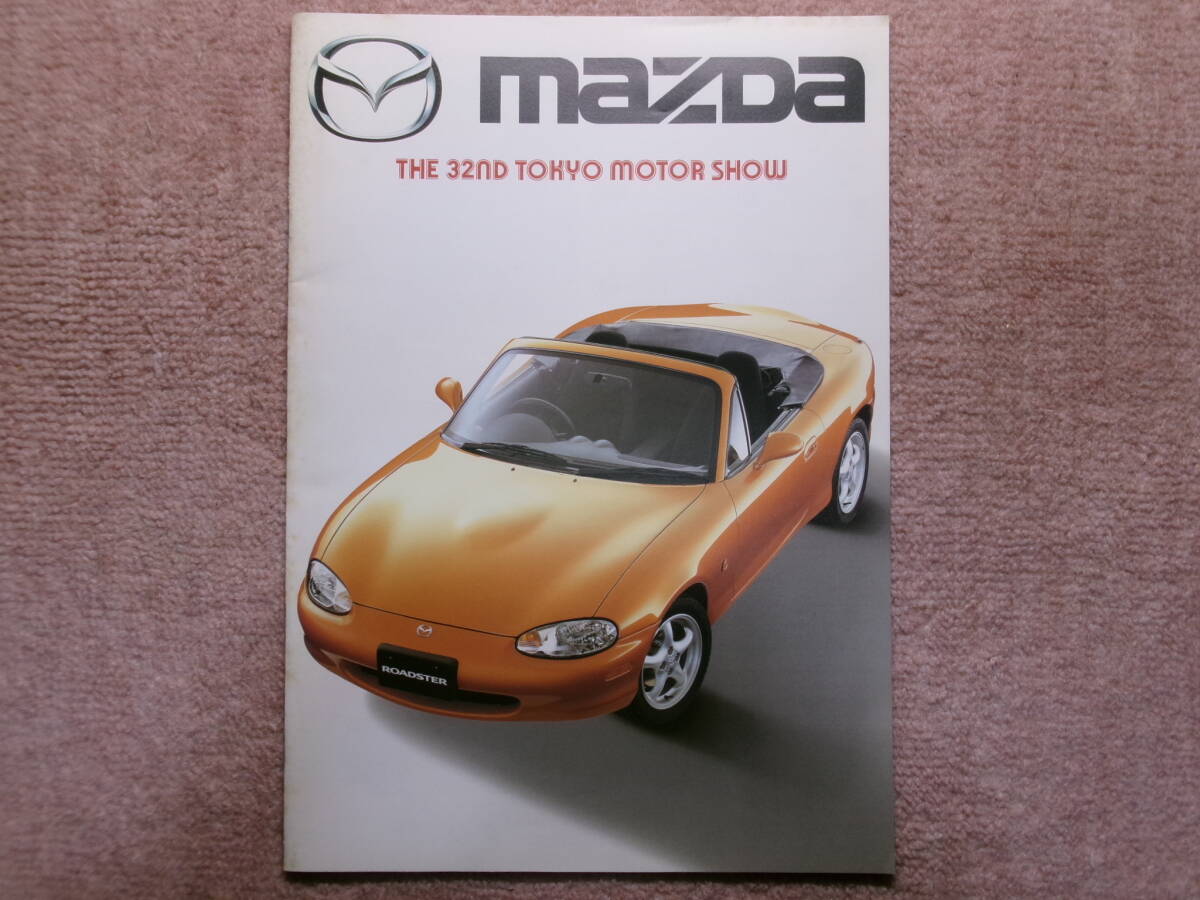 mazda
THE 32ND TOKYO MOTOR SHOW
ROADSTER